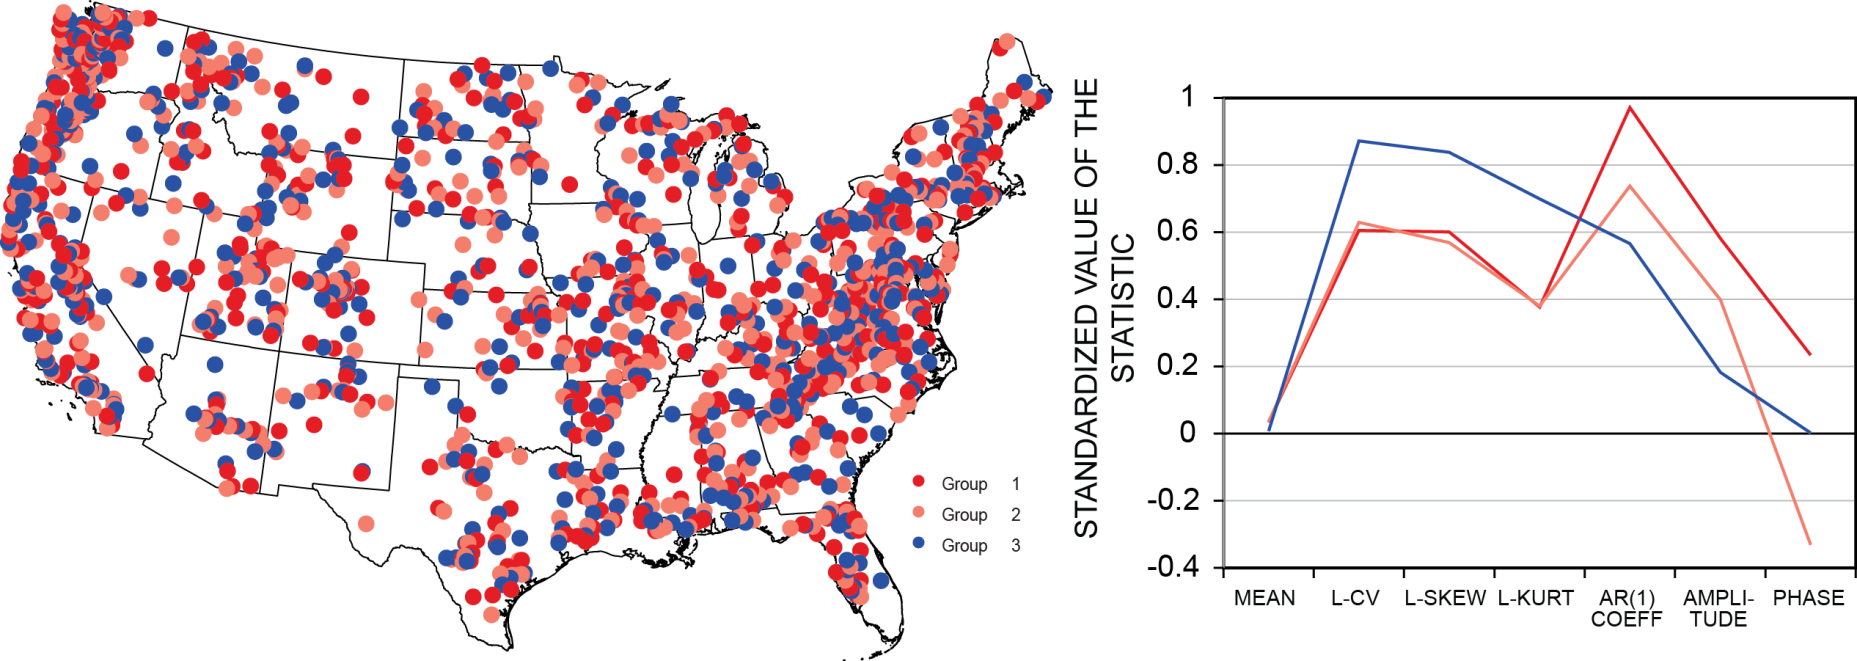 Group 1
Group 2
Group 3
STANDARDIZED VALUE OF THE
STATISTIC
1
0.8
0.6
0.4
0.2
0
-0.2
-0.4
MEAN L-CV L-SKEW L-KURT AR(1) AMPLI- PHASE
COEFF TUDE